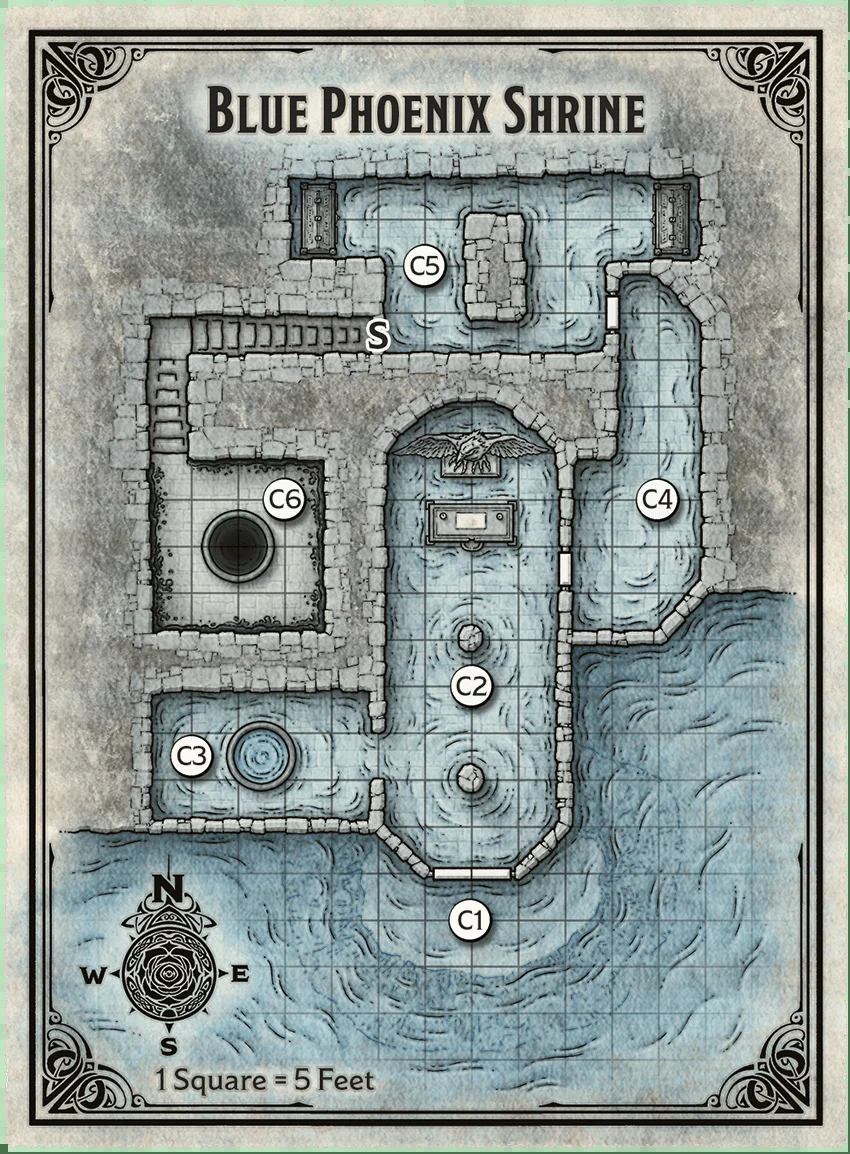 BLUE PHOENIX SHRINE
C5
S
C6
C4
C2
C3
C1
N
W E
S
1 Square = 5 Feet